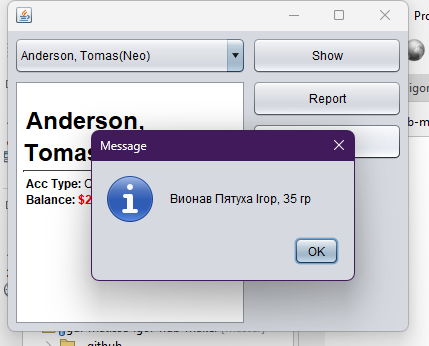 Pro
Anderson, Tomas(Neo)
Show
igor
Report
Anderson,
b-m
Tomas
Message
Acc Type:
Balance: $2
Вионав Пятуха Ігор, 35 гр
OK
github